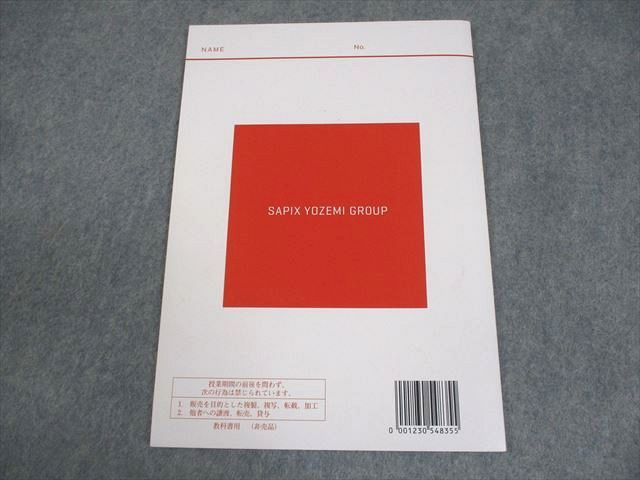 NAME No.
SAPIX YOZEMI GROUP
授業期間の前後を問わず、
次の行為は禁じられています。
1. 販売を目的とした複製、複写、転載、加工
2. 他者への譲渡、転売、貸与
教科書用 (非売品)
0 001230 548355